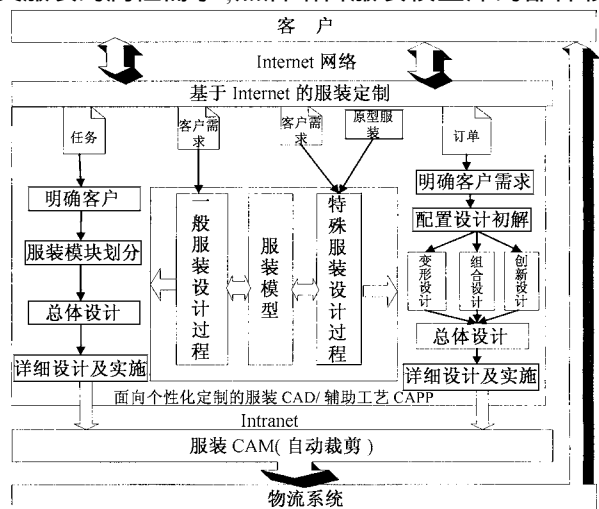 客 户
Internet 网络
基于 Internet 的服装定制
任务
客户需求
客户需求
原型服装
订单
明确客户
服装模块划分
总体设计
详细设计及实施
一般服装设计过程
服装模型
特殊服装设计过程
明确客户需求
配置设计初解
变形设计
组合设计
创新设计
总体设计
详细设计及实施
面向个性化定制的服装 CAD/ 辅助工艺 CAPP
Intranet
服装 CAM( 自动裁剪 )
物流系统